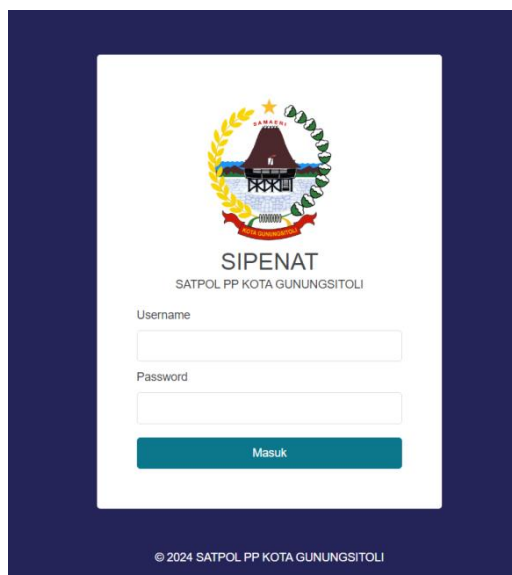 SAMAERI
KOTA GUNUNGSITOLI
SIPENAT
SATPOL PP KOTA GUNUNGSITOLI
Username
Password
Masuk
© 2024 SATPOL PP KOTA GUNUNGSITOLI